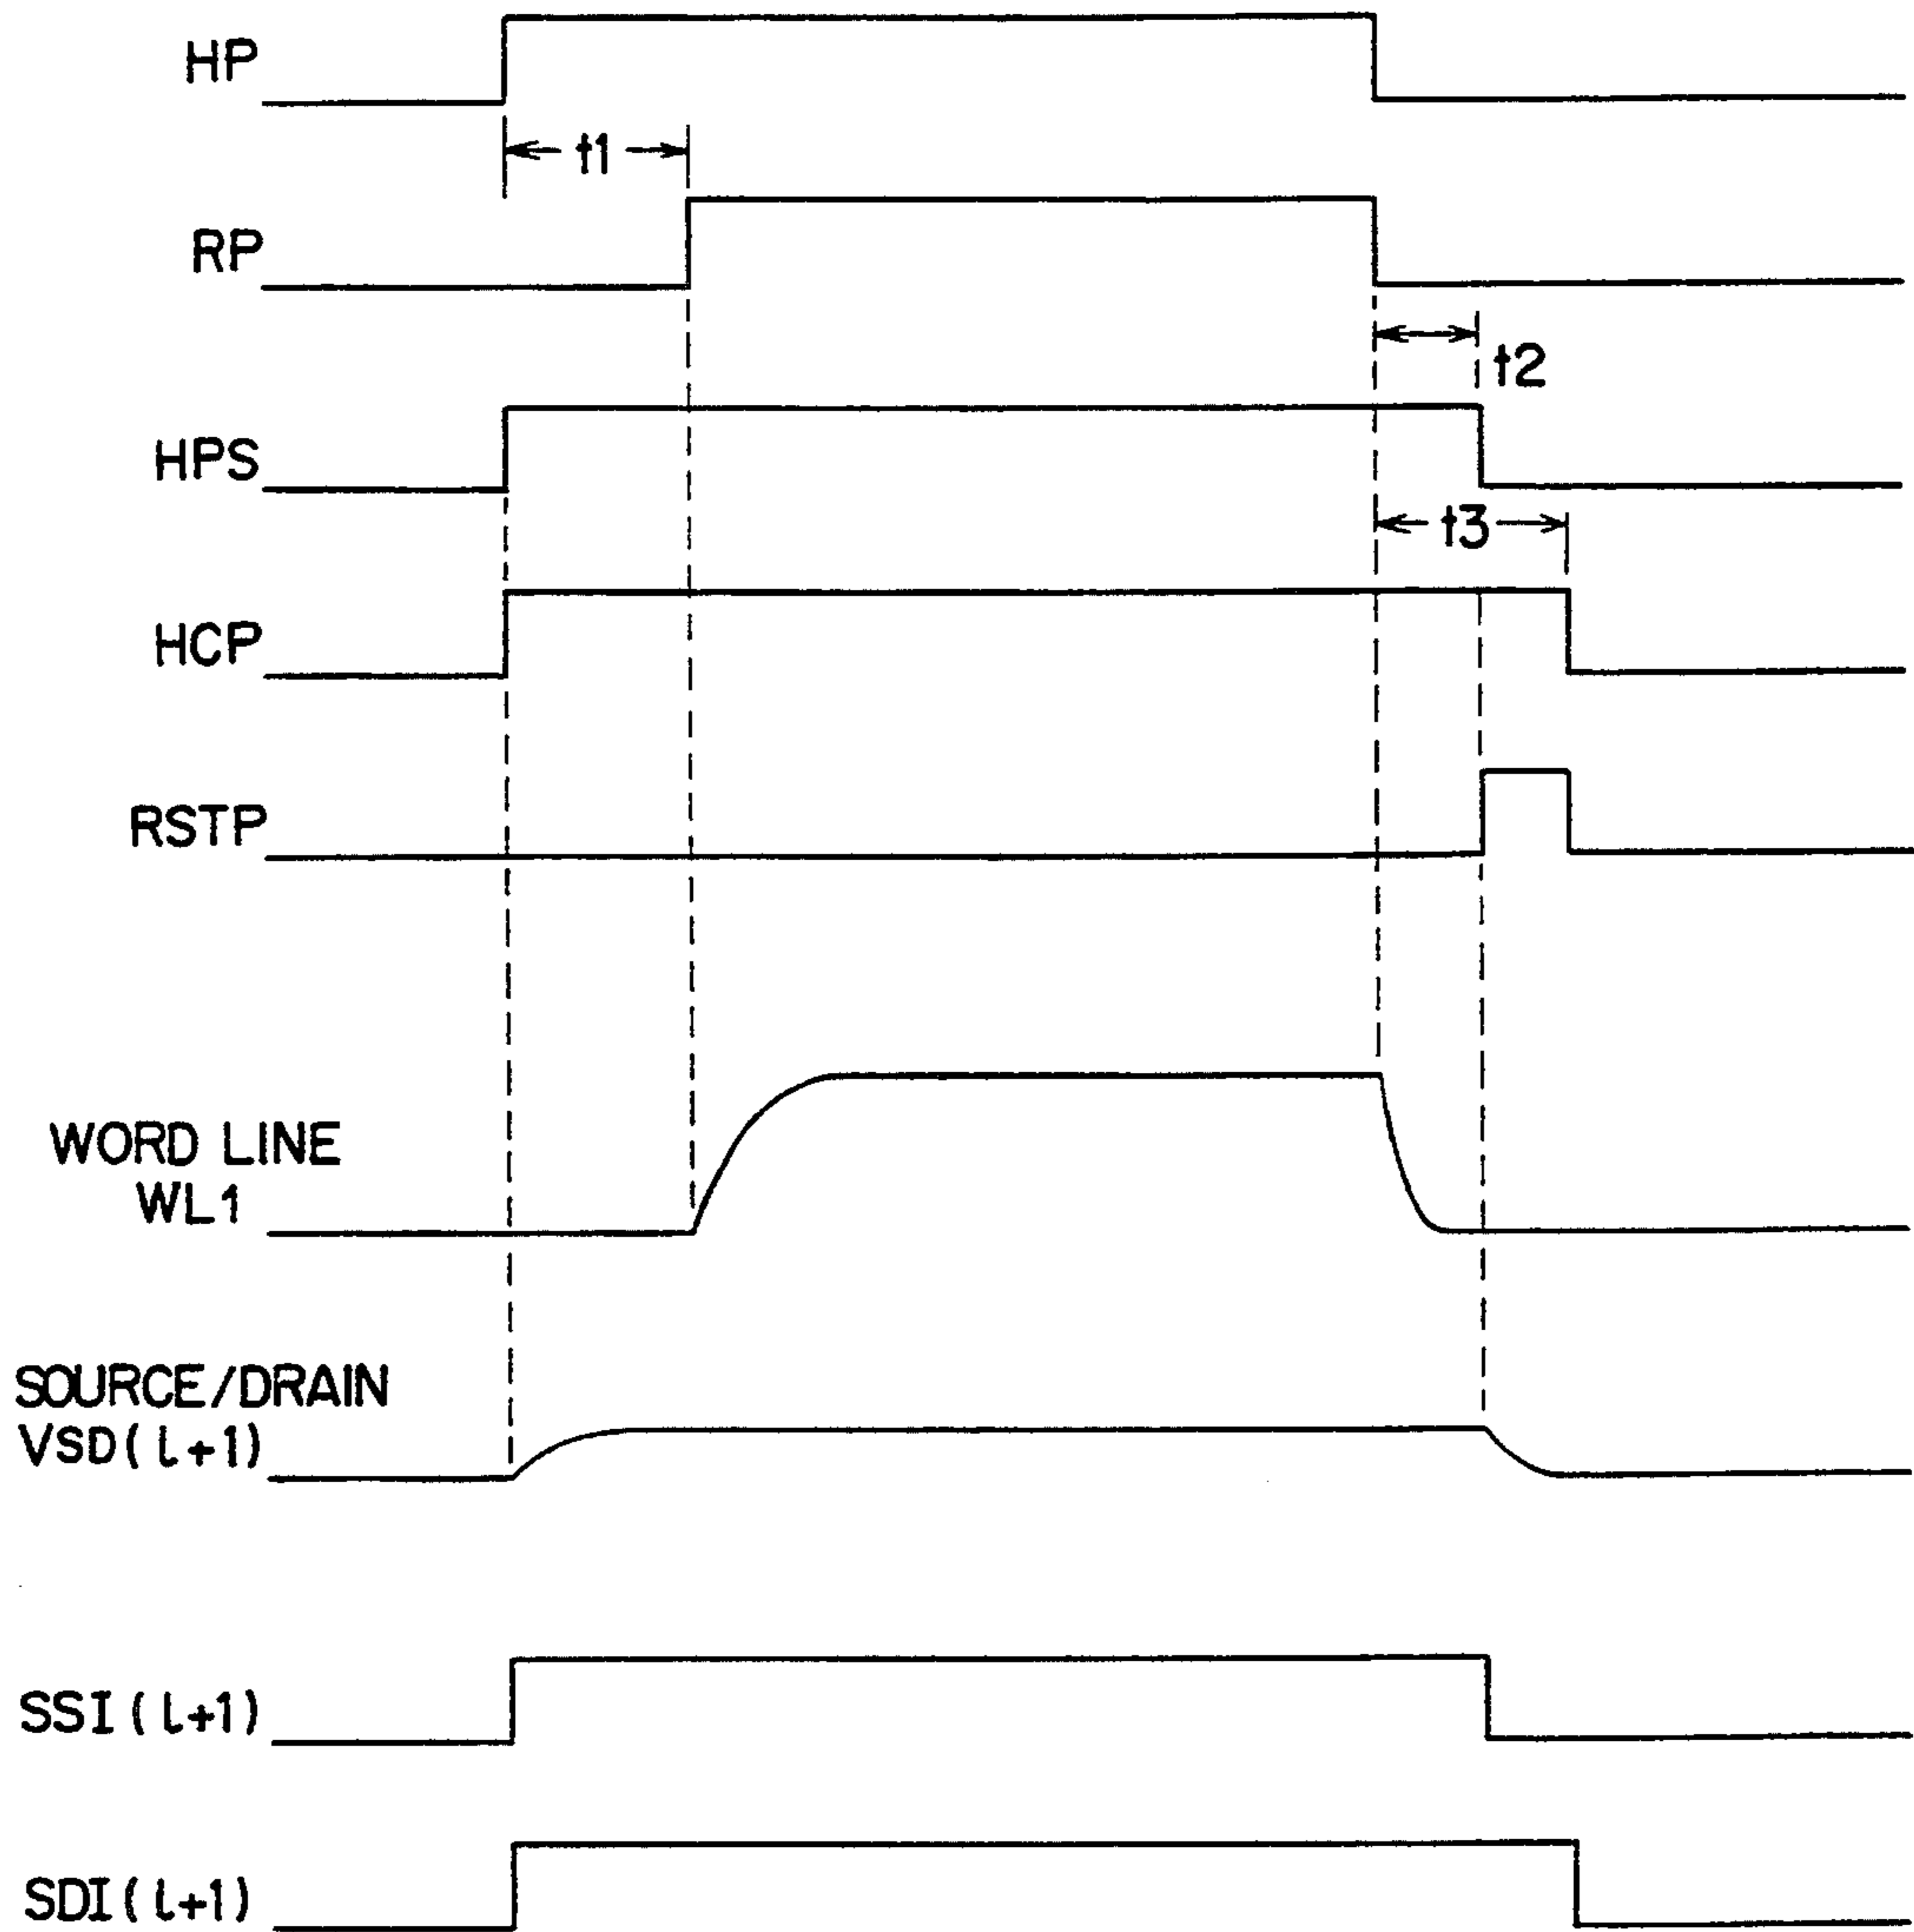 HP
t1
RP
t2
HPS
t3
HCP
RSTP
WORD LINE
WL1
SOURCE/DRAIN
VSD(i+1)
SSI(i+1)
SDI(i+1)